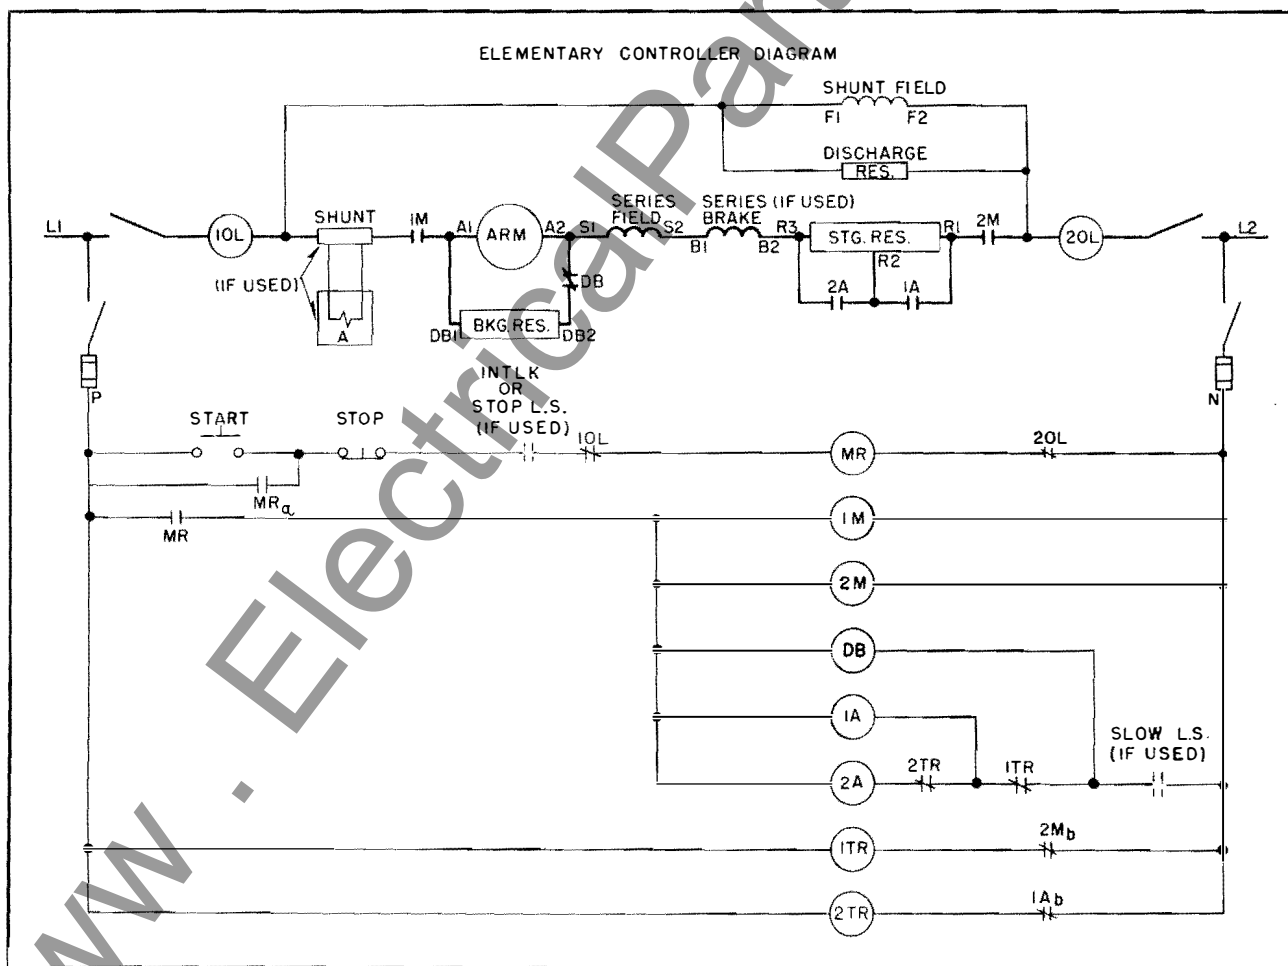 ELEMENTARY CONTROLLER DIAGRAM
SHUNT FIELD
F1 F2
DISCHARGE
RES.
L1
1OL
SHUNT
1M
A1
ARM
A2
S1
SERIES
FIELD
S2
SERIES (IF USED)
BRAKE
B1
B2
R3
STG. RES.
R1
R2
2M
2OL
L2
(IF USED)
A
DB
DB1
BKG. RES.
DB2
2A
1A
P
N
START
STOP
INTLK
OR
STOP L.S.
(IF USED)
1OL
MR
2OL
MRa
MR
1M
2M
DB
1A
SLOW L.S.
(IF USED)
2A
2TR
1TR
1TR
2Mb
2TR
1Ab
www. ElectricalPar